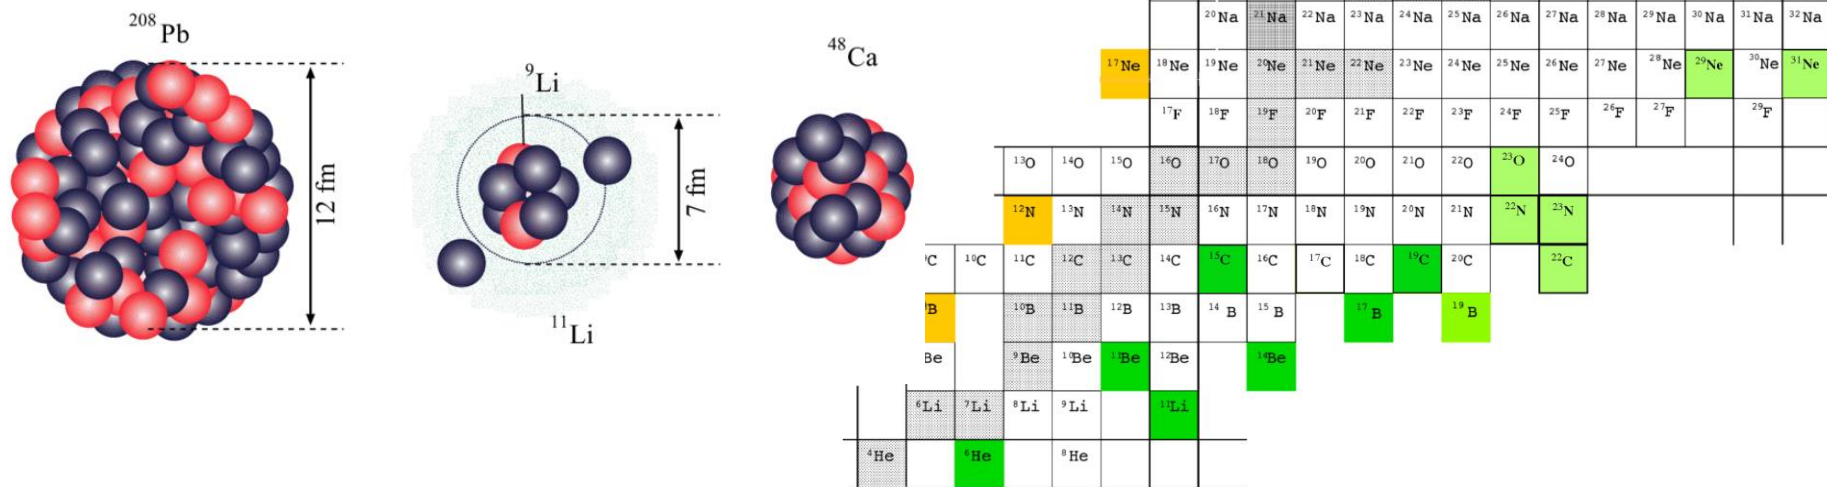 ²⁰⁸Pb
12 fm
⁹Li
7 fm
¹¹Li
⁴⁸Ca
²⁰Na ²¹Na ²²Na ²³Na ²⁴Na ²⁵Na ²⁶Na ²⁷Na ²⁸Na ²⁹Na ³⁰Na ³¹Na ³²Na
¹⁷Ne ¹⁸Ne ¹⁹Ne ²⁰Ne ²¹Ne ²²Ne ²³Ne ²⁴Ne ²⁵Ne ²⁶Ne ²⁷Ne ²⁸Ne ²⁹Ne ³⁰Ne ³¹Ne
¹⁷F ¹⁸F ¹⁹F ²⁰F ²¹F ²²F ²³F ²⁴F ²⁵F ²⁶F ²⁷F ²⁹F
¹³O ¹⁴O ¹⁵O ¹⁶O ¹⁷O ¹⁸O ¹⁹O ²⁰O ²¹O ²²O ²³O ²⁴O
¹²N ¹³N ¹⁴N ¹⁵N ¹⁶N ¹⁷N ¹⁸N ¹⁹N ²⁰N ²¹N ²²N ²³N
C ¹⁰C ¹¹C ¹²C ¹³C ¹⁴C ¹⁵C ¹⁶C ¹⁷C ¹⁸C ¹⁹C ²⁰C ²²C
B ¹⁰B ¹¹B ¹²B ¹³B ¹⁴B ¹⁵B ¹⁷B ¹⁹B
Be ⁹Be ¹⁰Be ¹¹Be ¹²Be ¹⁴Be
⁶Li ⁷Li ⁸Li ⁹Li ¹¹Li
⁴He ⁶He ⁸He